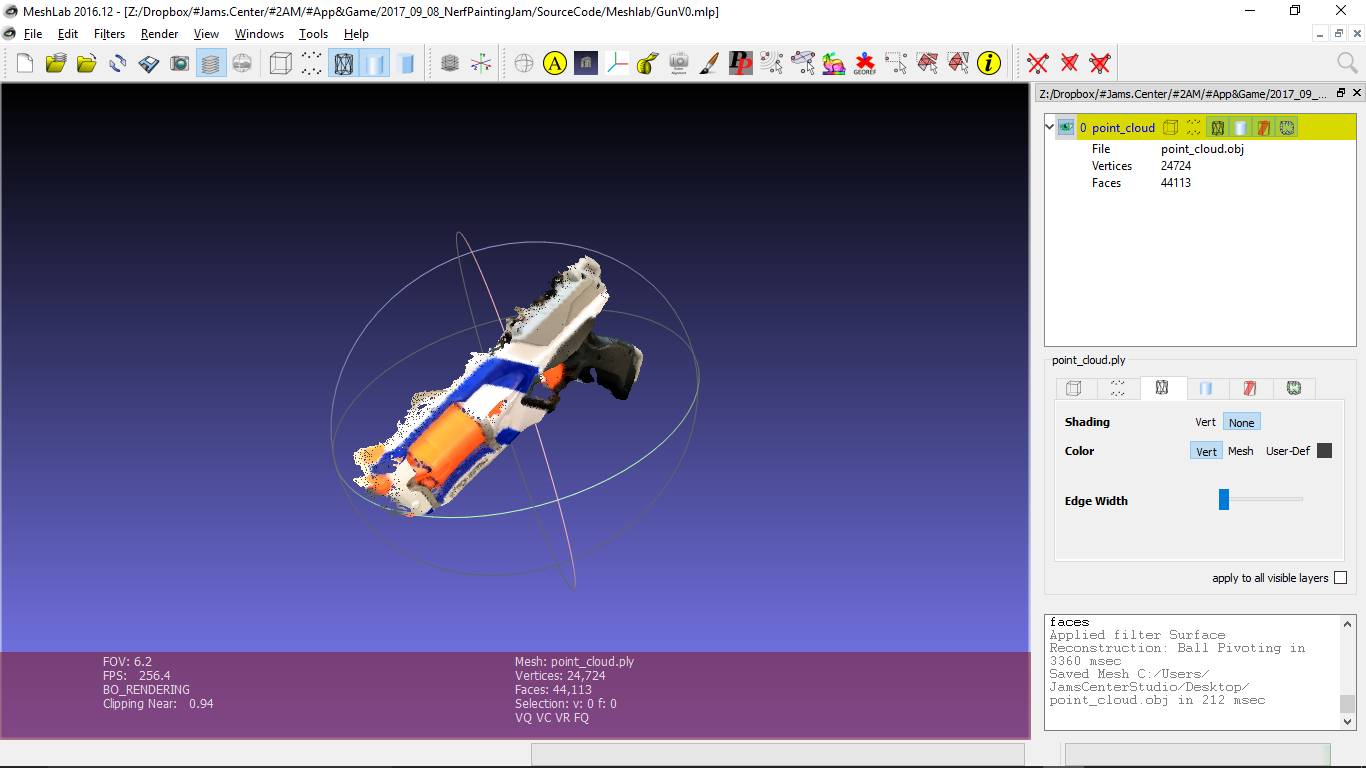 MeshLab 2016.12 - [Z:/Dropbox/#Jams.Center/#2AM/#App&Game/2017_09_08_NerfPaintingJam/SourceCode/Meshlab/GunV0.mlp]
File Edit Filters Render View Windows Tools Help
A
PP
GEOREF
i
Z:/Dropbox/#Jams.Center/#2AM/#App&Game/2017_09_...
0 point_cloud
File point_cloud.obj
Vertices 24724
Faces 44113
point_cloud.ply
Shading Vert None
Color Vert Mesh User-Def
Edge Width
apply to all visible layers
faces
Applied filter Surface
Reconstruction: Ball Pivoting in
3360 msec
Saved Mesh C:/Users/
JamsCenterStudio/Desktop/
point_cloud.obj in 212 msec
FOV: 6.2
FPS: 256.4
BO_RENDERING
Clipping Near: 0.94
Mesh: point_cloud.ply
Vertices: 24,724
Faces: 44,113
Selection: v: 0 f: 0
VQ VC VR FQ